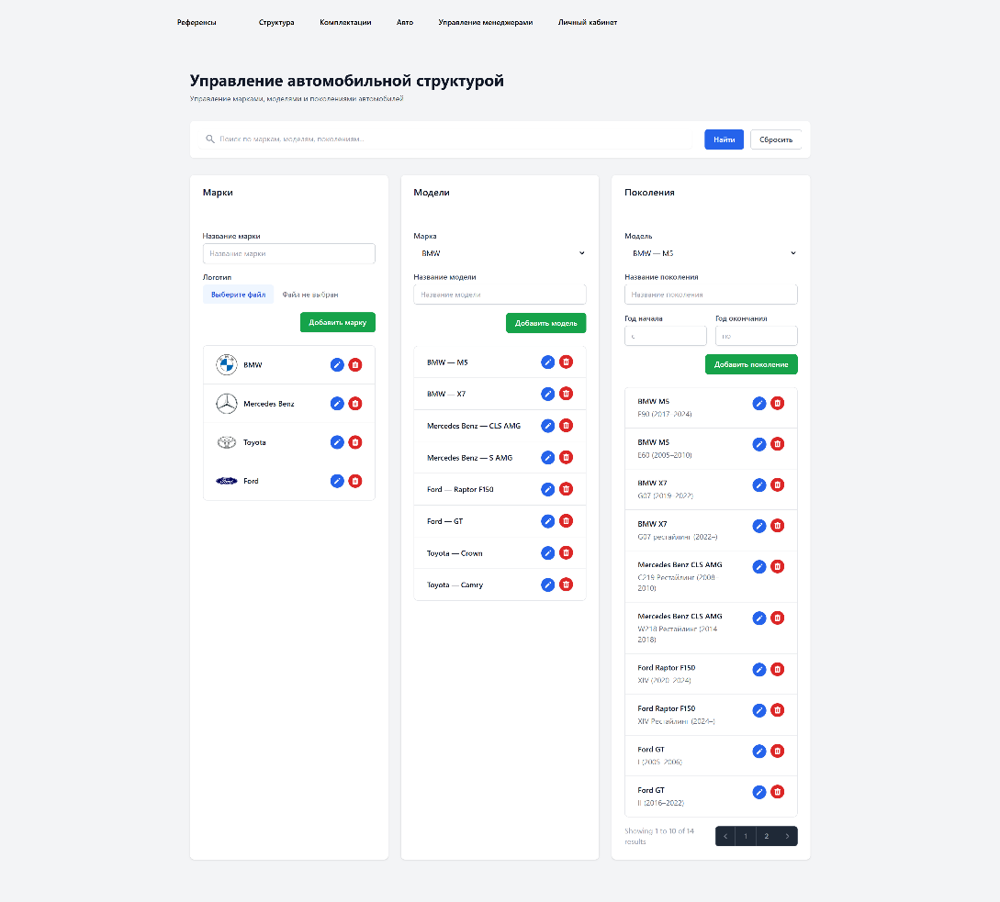 Референсы
Структура
Комплектации
Авто
Управление менеджерами
Личный кабинет
Управление автомобильной структурой
Управление марками, моделями и поколениями автомобилей
Поиск по маркам, моделям, поколениям...
Найти
Сбросить
Марки
Название марки
Название марки
Логотип
Выберите файл
Файл не выбран
Добавить марку
BMW
Mercedes Benz
Toyota
Ford
Модели
Марка
BMW
Название модели
Название модели
Добавить модель
BMW — M5
BMW — X7
Mercedes Benz — CLS AMG
Mercedes Benz — S AMG
Ford — Raptor F150
Ford — GT
Toyota — Crown
Toyota — Camry
Поколения
Модель
BMW — M5
Название поколения
Название поколения
Год начала
Год окончания
с
по
Добавить поколение
BMW M5
F90 (2017–2024)
BMW M5
E60 (2005–2010)
BMW X7
G07 (2019–2022)
BMW X7
G07 рестайлинг (2022–)
Mercedes Benz CLS AMG
C219 Рестайлинг (2008–
2010)
Mercedes Benz CLS AMG
W218 Рестайлинг (2014–
2018)
Ford Raptor F150
XIV (2020–2024)
Ford Raptor F150
XIV Рестайлинг (2024–)
Ford GT
I (2005–2006)
Ford GT
II (2016–2022)
Showing 1 to 10 of 14
results
1
2